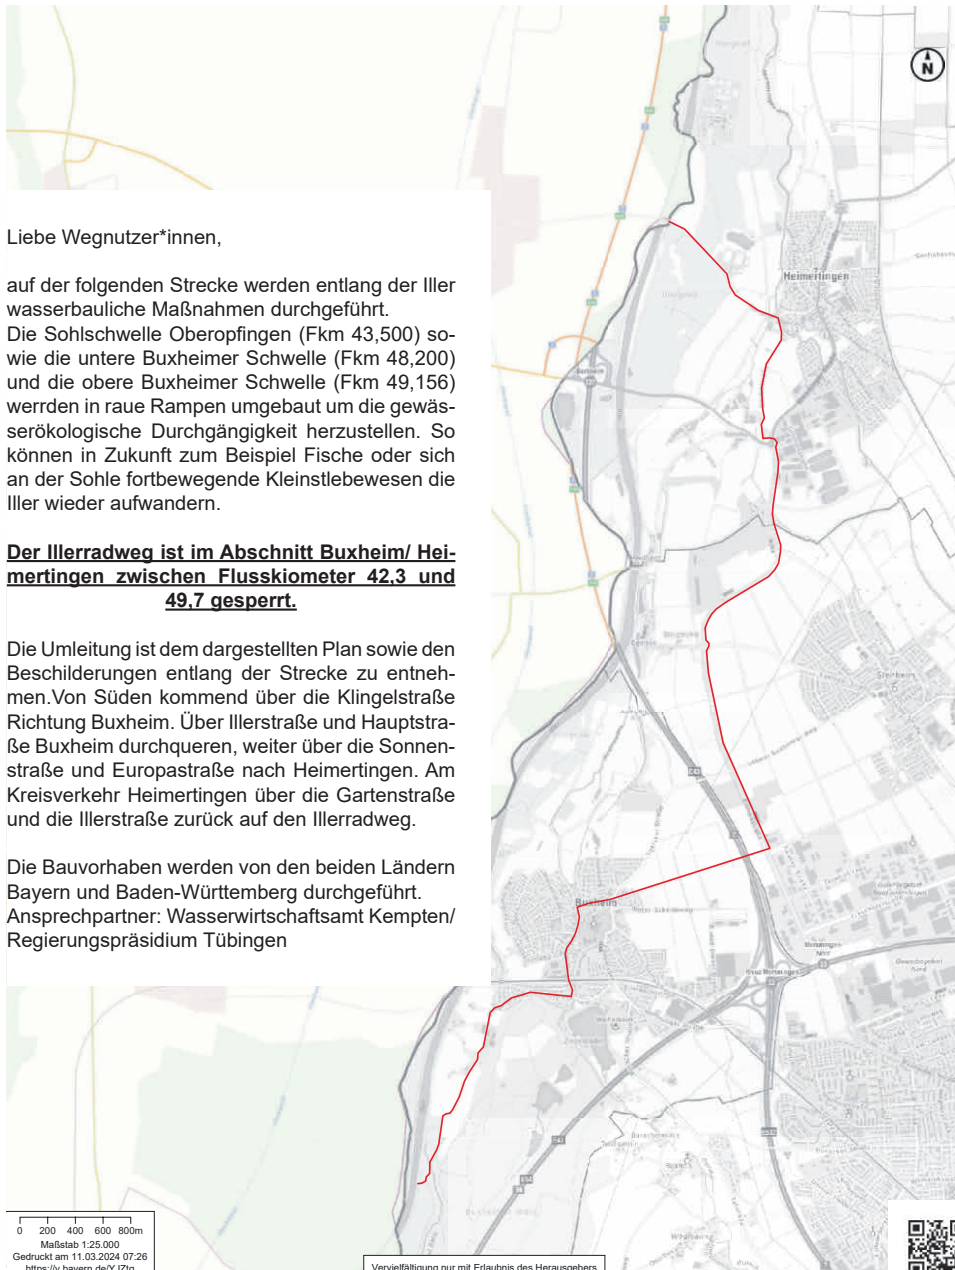 Liebe Wegnutzer*innen,
auf der folgenden Strecke werden entlang der Iller
wasserbauliche Maßnahmen durchgeführt.
Die Sohlschwelle Oberopfingen (Fkm 43,500) so-
wie die untere Buxheimer Schwelle (Fkm 48,200)
und die obere Buxheimer Schwelle (Fkm 49,156)
werrden in raue Rampen umgebaut um die gewäs-
serökologische Durchgängigkeit herzustellen. So
können in Zukunft zum Beispiel Fische oder sich
an der Sohle fortbewegende Kleinstlebewesen die
Iller wieder aufwandern.
Der Illerradweg ist im Abschnitt Buxheim/ Hei-
mertingen zwischen Flusskiometer 42,3 und
49,7 gesperrt.
Die Umleitung ist dem dargestellten Plan sowie den
Beschilderungen entlang der Strecke zu entneh-
men.Von Süden kommend über die Klingelstraße
Richtung Buxheim. Über Illerstraße und Hauptstra-
ße Buxheim durchqueren, weiter über die Sonnen-
straße und Europastraße nach Heimertingen. Am
Kreisverkehr Heimertingen über die Gartenstraße
und die Illerstraße zurück auf den Illerradweg.
Die Bauvorhaben werden von den beiden Ländern
Bayern und Baden-Württemberg durchgeführt.
Ansprechpartner: Wasserwirtschaftsamt Kempten/
Regierungspräsidium Tübingen
N
Heimertingen
Steinheim
Buxheim
0 200 400 600 800m
Maßstab 1:25.000
Gedruckt am 11.03.2024 07:26
Vervielfältigung nur mit Erlaubnis des Herausgebers